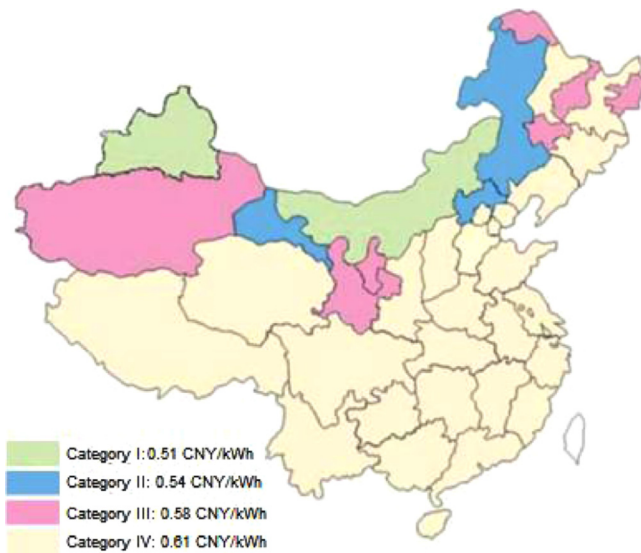 Category I: 0.51 CNY/kWh
Category II: 0.54 CNY/kWh
Category III: 0.58 CNY/kWh
Category IV: 0.61 CNY/kWh